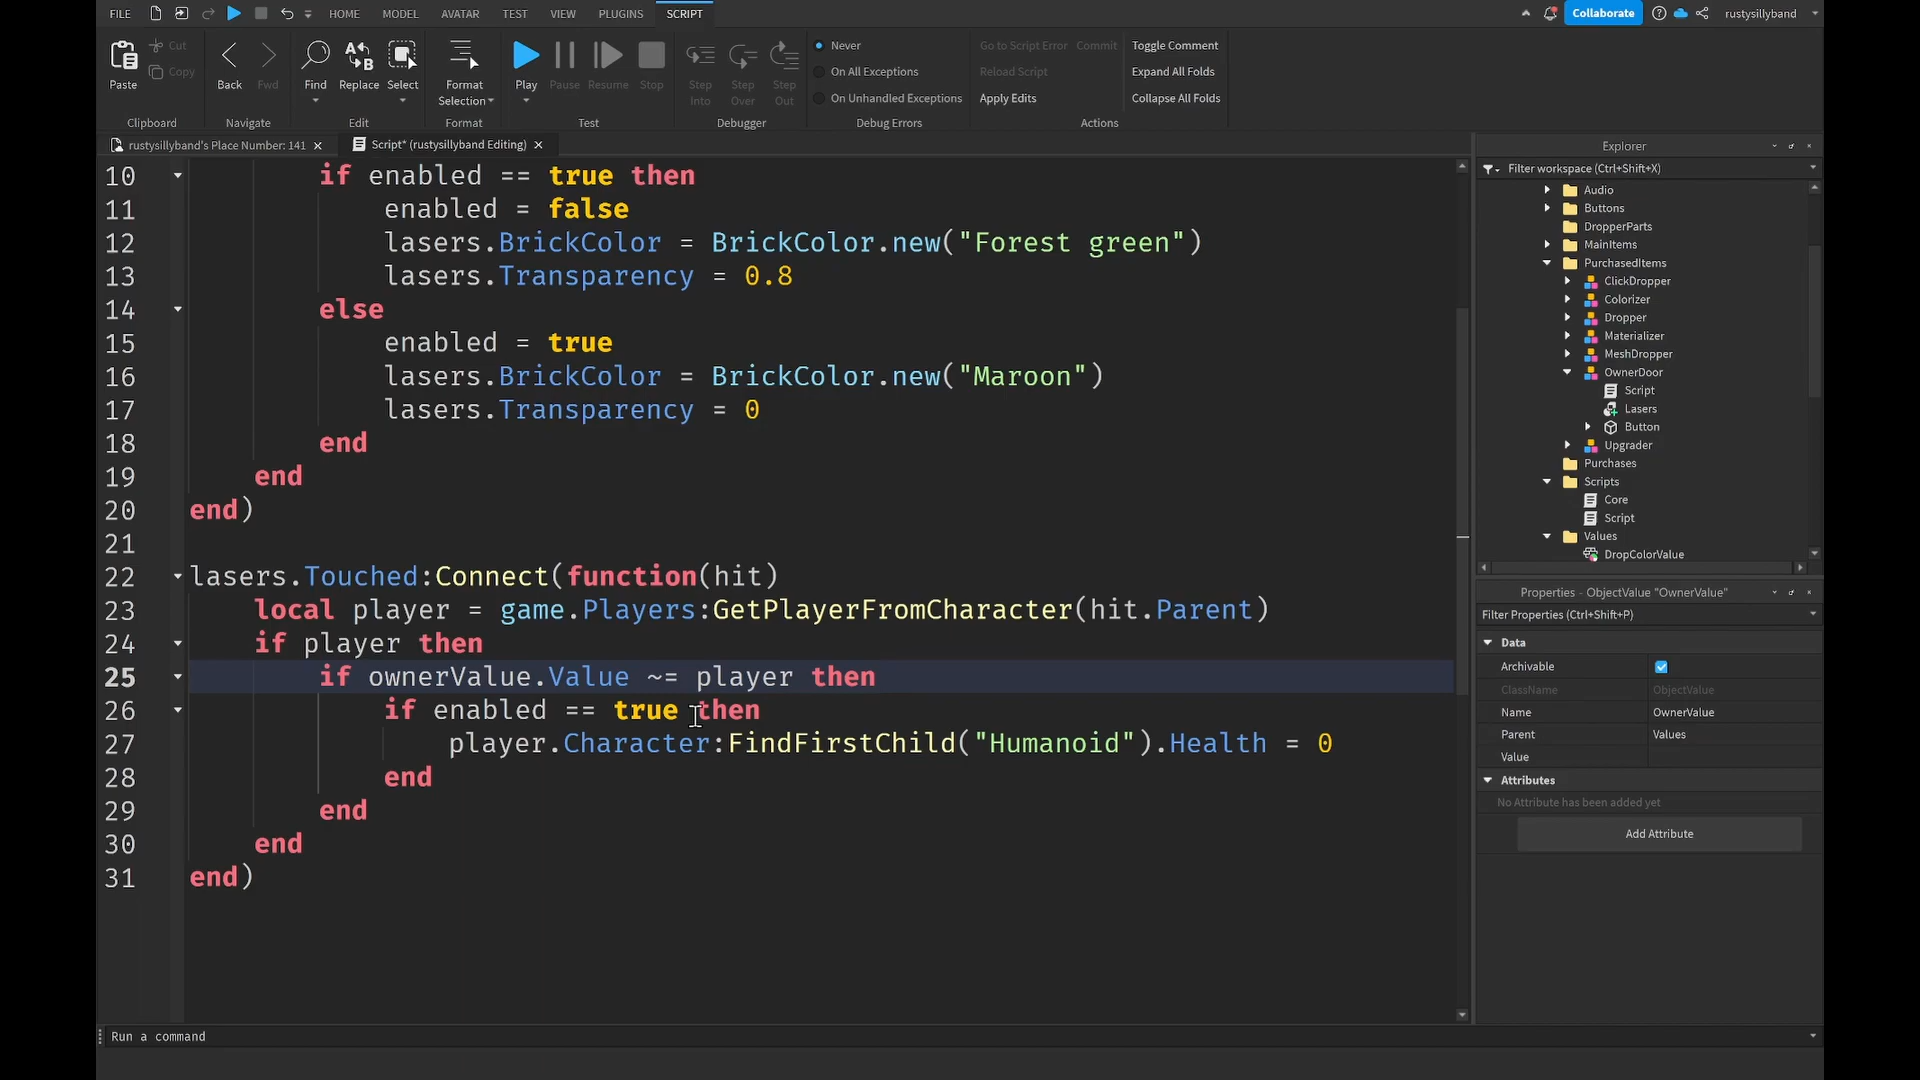 FILE HOME MODEL AVATAR TEST VIEW PLUGINS SCRIPT Collaborate rustysillyband
Paste Cut Copy Back Fwd Find Replace Select Format Selection Play Pause Resume Stop Step Into Step Over Step Out
Never
On All Exceptions
On Unhandled Exceptions
Go to Script Error Commit
Reload Script
Apply Edits
Toggle Comment
Expand All Folds
Collapse All Folds
Clipboard Navigate Edit Format Test Debugger Debug Errors Actions
rustysillyband's Place Number: 141 Script* (rustysillyband Editing)
10 if enabled == true then
11 enabled = false
12 lasers.BrickColor = BrickColor.new("Forest green")
13 lasers.Transparency = 0.8
14 else
15 enabled = true
16 lasers.BrickColor = BrickColor.new("Maroon")
17 lasers.Transparency = 0
18 end
19 end
20 end)
21
22 lasers.Touched:Connect(function(hit)
23 local player = game.Players:GetPlayerFromCharacter(hit.Parent)
24 if player then
25 if ownerValue.Value ~= player then
26 if enabled == true then
27 player.Character:FindFirstChild("Humanoid").Health = 0
28 end
29 end
30 end
31 end)
Explorer
Filter workspace (Ctrl+Shift+X)
Audio
Buttons
DropperParts
MainItems
PurchasedItems
ClickDropper
Colorizer
Dropper
Materializer
MeshDropper
OwnerDoor
Script
Lasers
Button
Upgrader
Purchases
Scripts
Core
Script
Values
DropColorValue
Properties - ObjectValue "OwnerValue"
Filter Properties (Ctrl+Shift+P)
Data
Archivable
ClassName ObjectValue
Name OwnerValue
Parent Values
Value
Attributes
No Attribute has been added yet
Add Attribute
Run a command